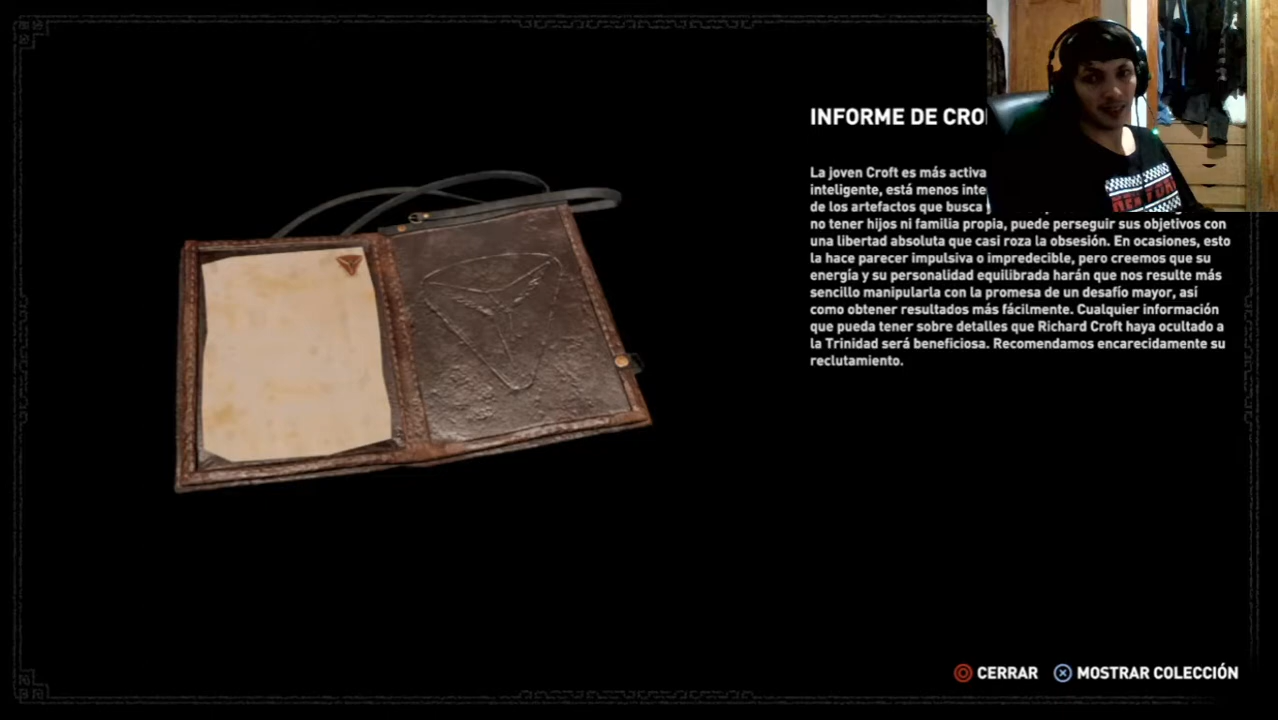 INFORME DE
La joven Croft es más activa
inteligente, está menos
de los artefactos que busca
no tener hijos ni familia propia, puede perseguir sus objetivos con
una libertad absoluta que casi roza la obsesión. En ocasiones, esto
la hace parecer impulsiva o impredecible, pero creemos que su
energía y su personalidad equilibrada harán que nos resulte más
sencillo manipularla con la promesa de un desafío mayor, así
como obtener resultados más fácilmente. Cualquier información
que pueda tener sobre detalles que Richard Croft haya ocultado a
la Trinidad será beneficiosa. Recomendamos encarecidamente su
reclutamiento.
CERRAR MOSTRAR COLECCIÓN